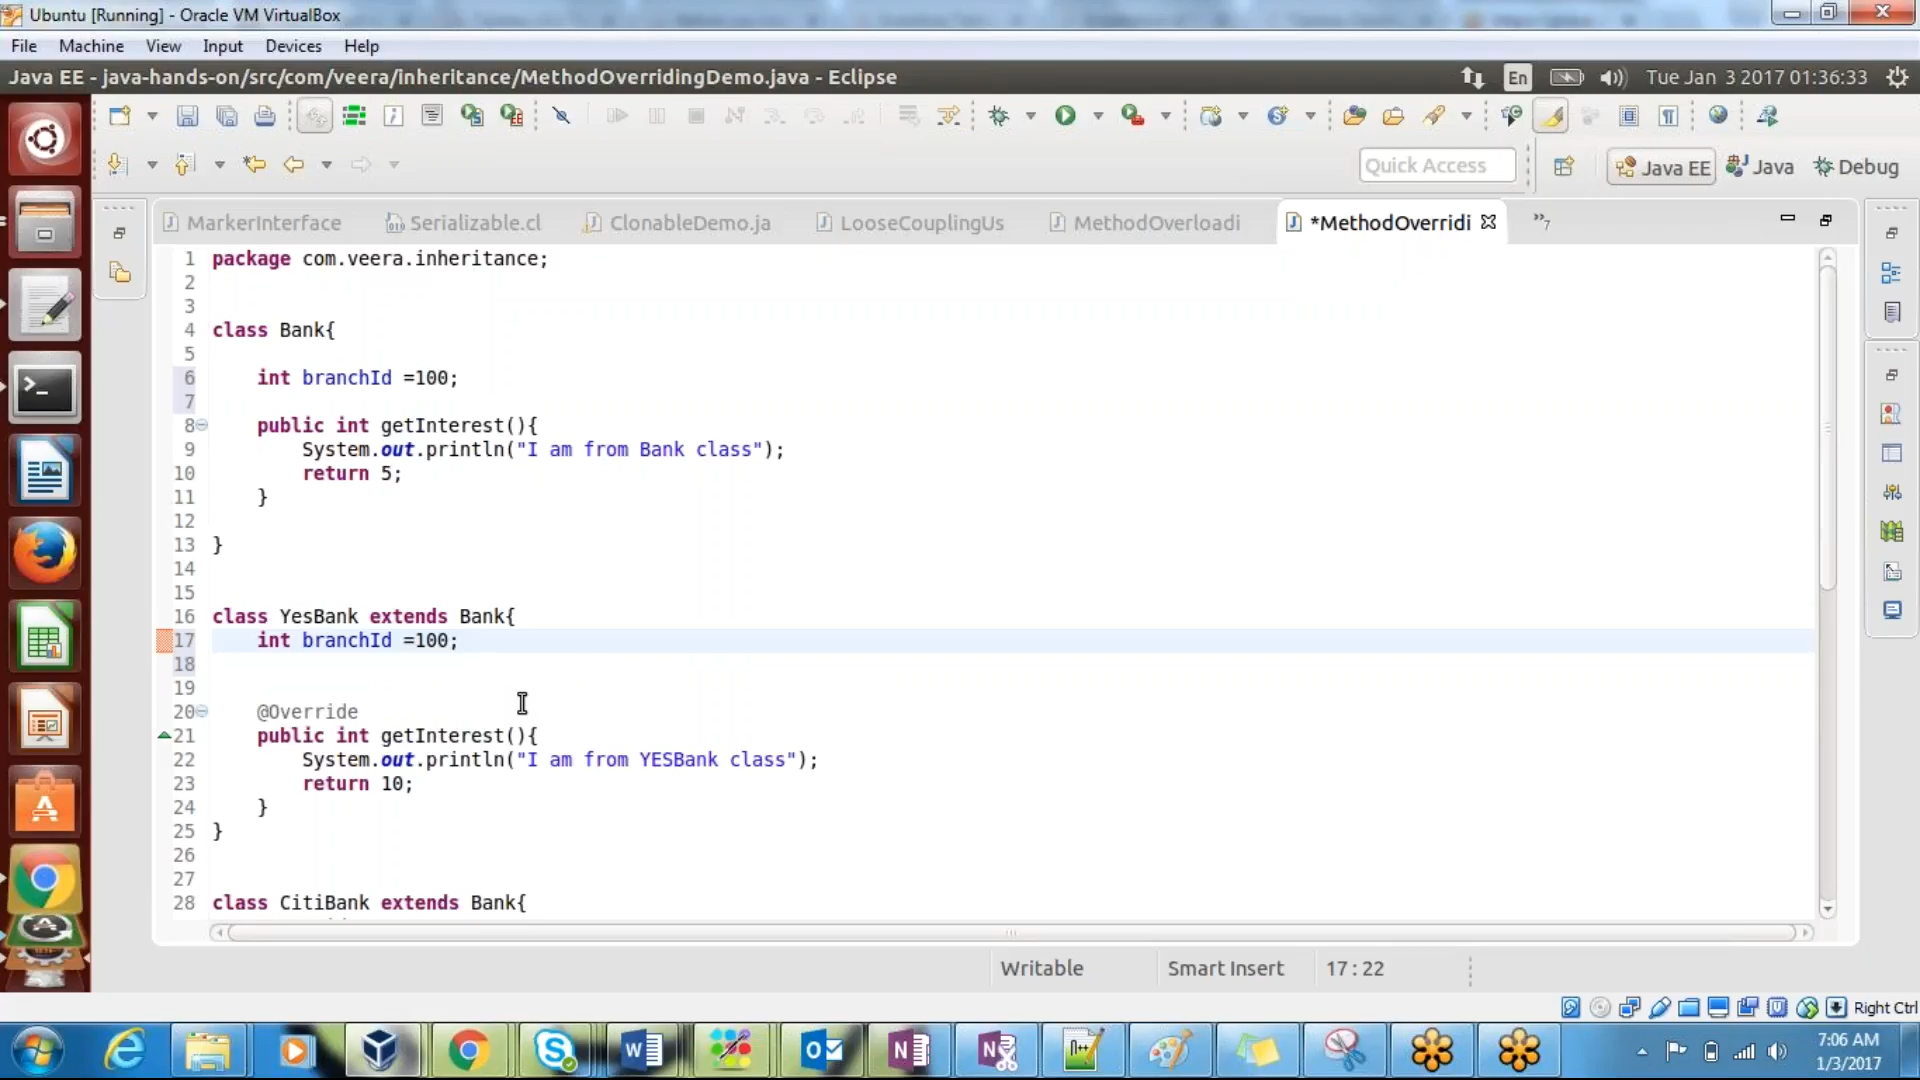 Ubuntu [Running] - Oracle VM VirtualBox
File Machine View Input Devices Help
Java EE - java-hands-on/src/com/veera/inheritance/MethodOverridingDemo.java - Eclipse
En
Tue Jan 3 2017 01:36:33
Quick Access
Java EE
Java
Debug
MarkerInterface
Serializable.cl
ClonableDemo.ja
LooseCouplingUs
MethodOverloadi
*MethodOverridi
»7
1 package com.veera.inheritance;
2
3
4 class Bank{
5
6 int branchId =100;
7
8 public int getInterest(){
9 System.out.println("I am from Bank class");
10 return 5;
11 }
12
13 }
14
15
16 class YesBank extends Bank{
17 int branchId =100;
18
19
20 @Override
21 public int getInterest(){
22 System.out.println("I am from YESBank class");
23 return 10;
24 }
25 }
26
27
28 class CitiBank extends Bank{
Writable
Smart Insert
17 : 22
Right Ctrl
7:06 AM
1/3/2017